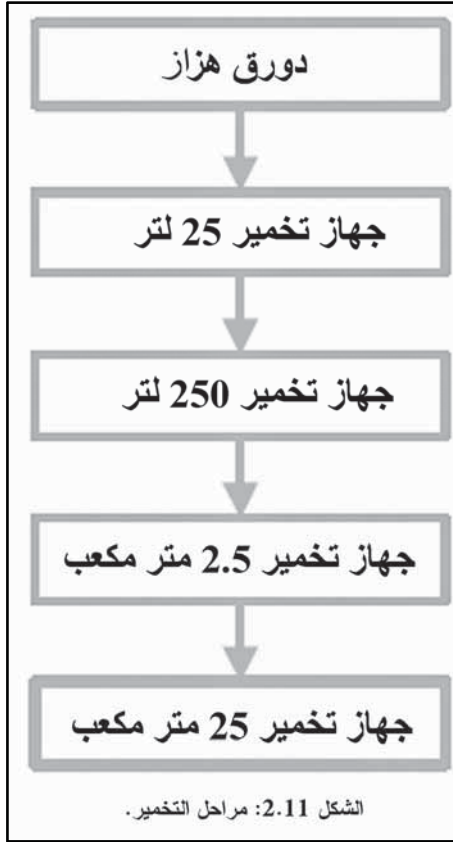 دورق هزاز
جهاز تخمير 25 لتر
جهاز تخمير 250 لتر
جهاز تخمير 2.5 متر مكعب
جهاز تخمير 25 متر مكعب
الشكل 2.11: مراحل التخمير.